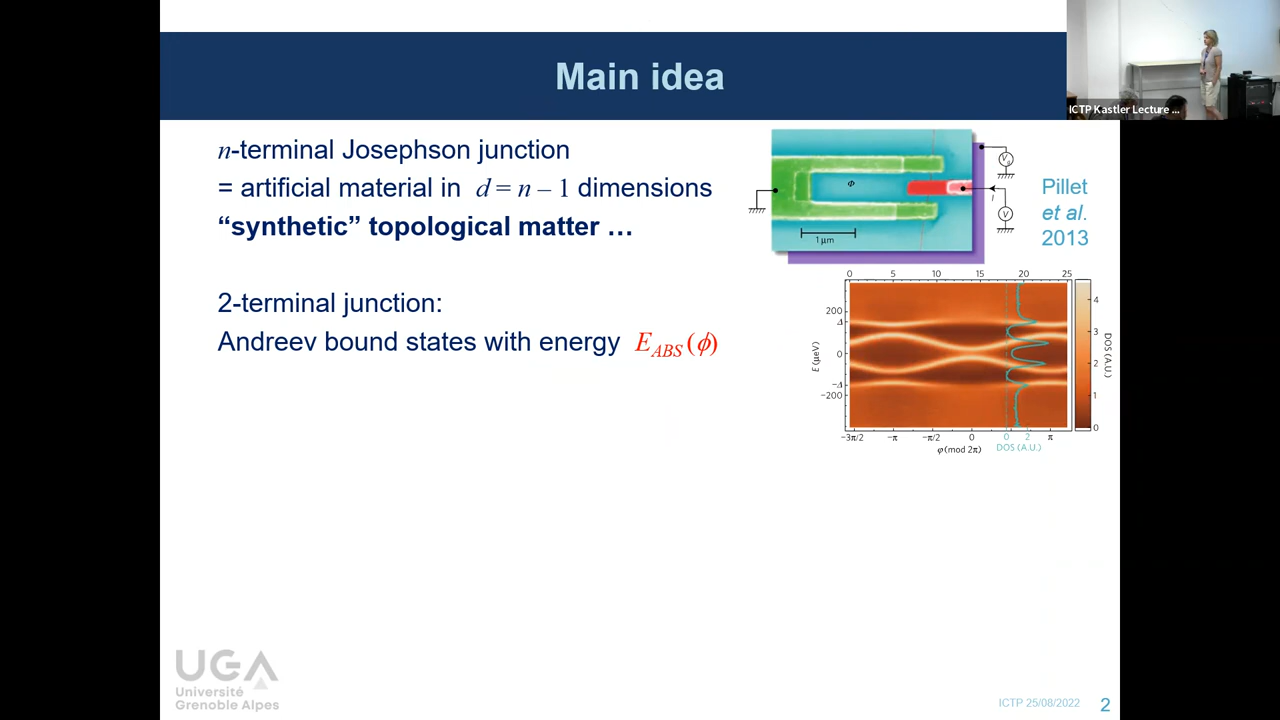 Main idea
ICTP Kastler Lecture ...
n-terminal Josephson junction
= artificial material in d = n – 1 dimensions
“synthetic” topological matter …
2-terminal junction:
Andreev bound states with energy E_ABS(ϕ)
Φ
1 μm
Vg
I
V
Pillet
et al.
2013
0 5 10 15 20 25
200
Δ
0
−Δ
−200
E (μeV)
−3π/2 −π −π/2 0 0 2 π
φ(mod 2π) DOS (A.U.)
4
3
2
1
0
DOS (A.U.)
UGA
Université
Grenoble Alpes
ICTP 25/08/2022 2